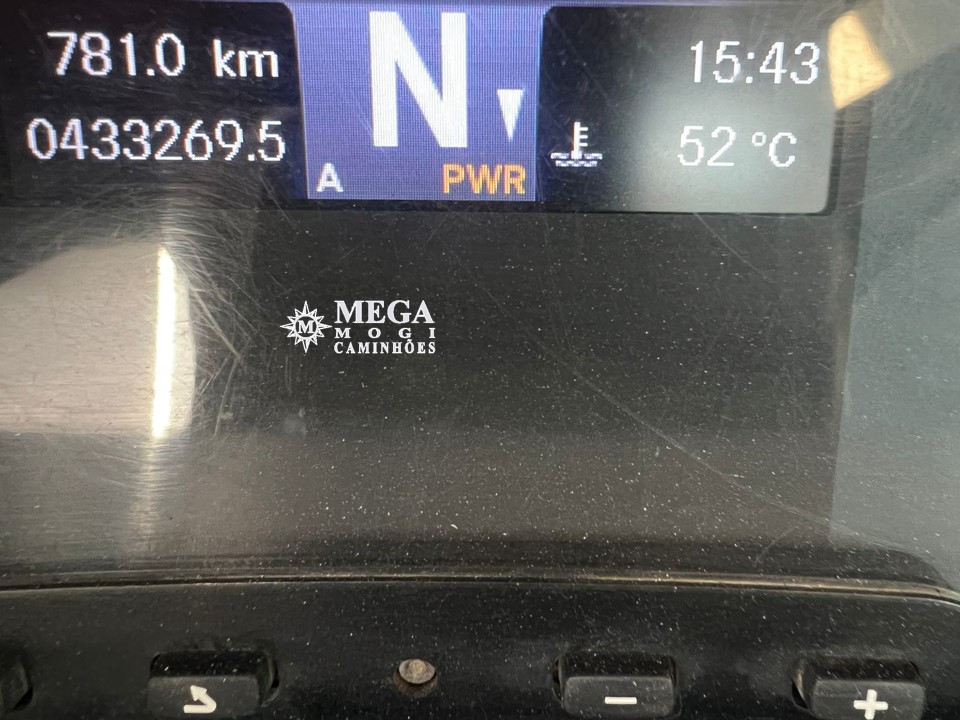 781.0 km
0433269.5
N
A PWR
15:43
52 °C
M
MEGA
MOGI
CAMINHÕES
− +